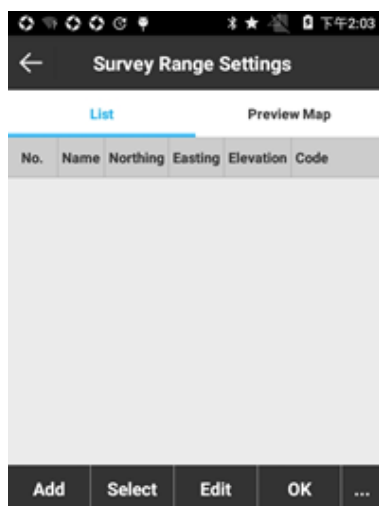 下午2:03
Survey Range Settings
List Preview Map
No. Name Northing Easting Elevation Code
Add Select Edit OK ...